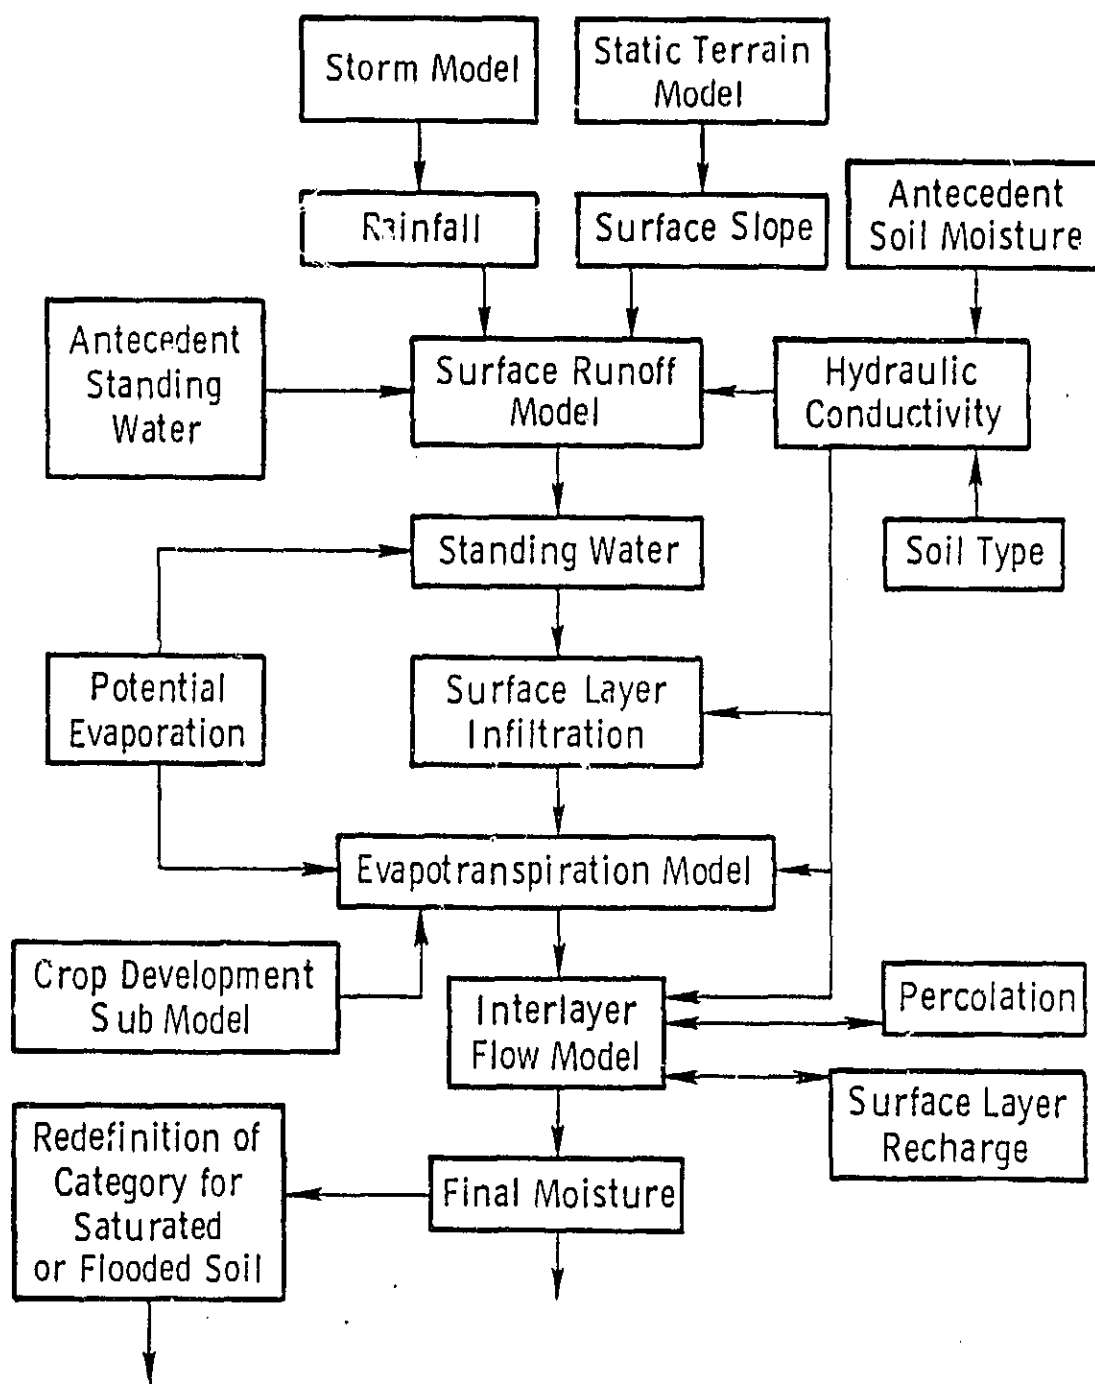 Storm Model
Static Terrain
Model
Rainfall
Surface Slope
Antecedent
Soil Moisture
Antecedent
Standing
Water
Surface Runoff
Model
Hydraulic
Conductivity
Standing Water
Soil Type
Potential
Evaporation
Surface Layer
Infiltration
Evapotranspiration Model
Crop Development
Sub Model
Interlayer
Flow Model
Percolation
Surface Layer
Recharge
Redefinition of
Category for
Saturated
or Flooded Soil
Final Moisture